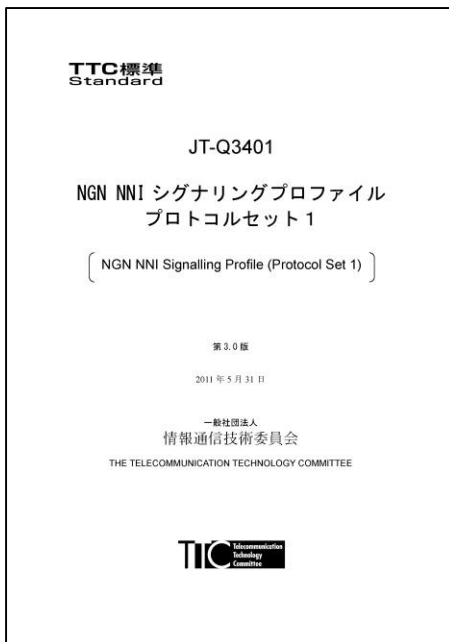 TTC標準
Standard
JT-Q3401
NGN NNI シグナリングプロファイル
プロトコルセット1
NGN NNI Signalling Profile (Protocol Set 1)
第3.0版
2011年5月31日
一般社団法人
情報通信技術委員会
THE TELECOMMUNICATION TECHNOLOGY COMMITTEE
TTC Telecommunication
Technology
Committee